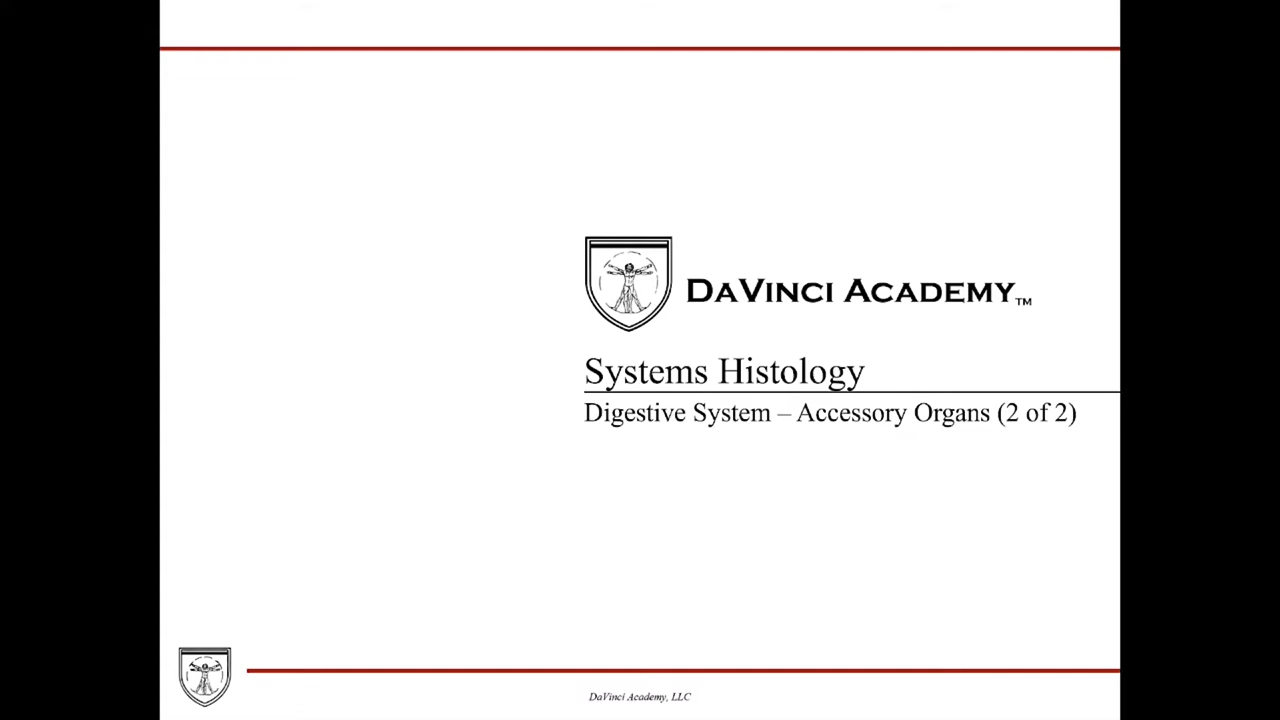 DaVinci Academy™
Systems Histology
Digestive System – Accessory Organs (2 of 2)
DaVinci Academy, LLC